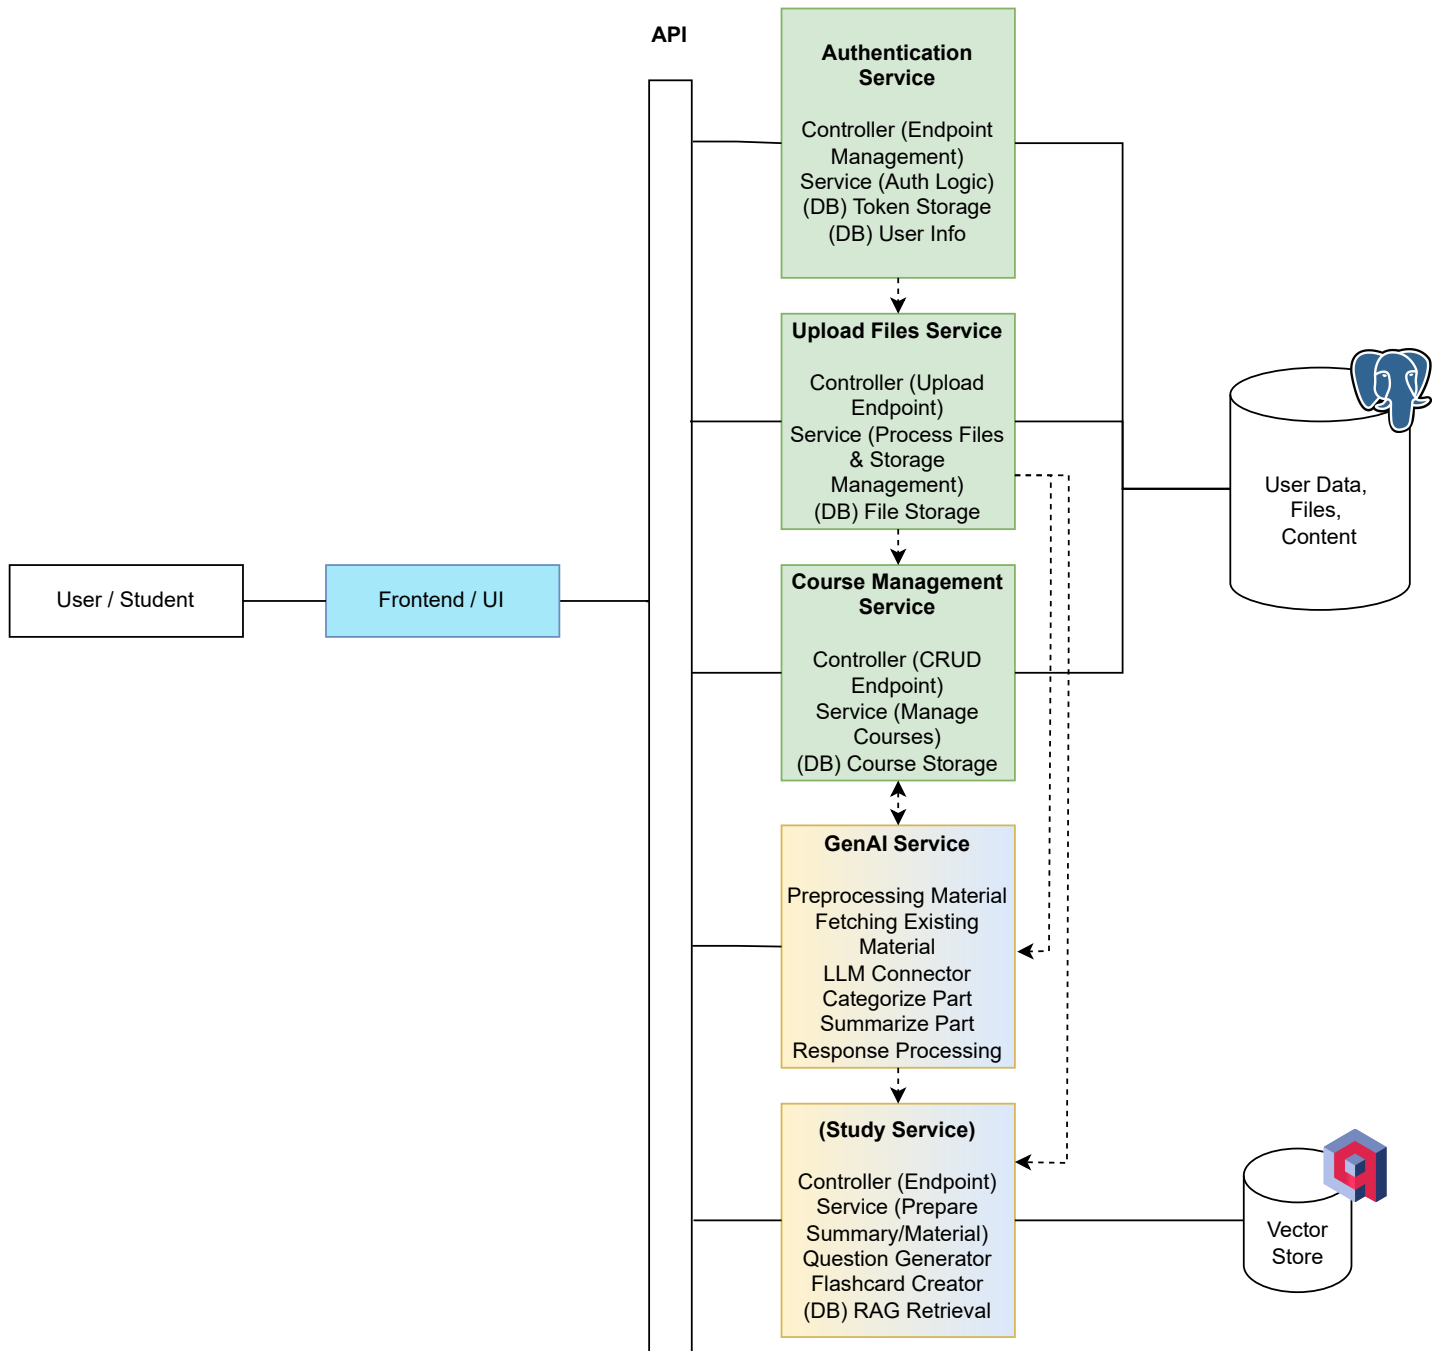 API
Authentication
Service
Controller (Endpoint
Management)
Service (Auth Logic)
(DB) Token Storage
(DB) User Info
Upload Files Service
Controller (Upload
Endpoint)
Service (Process Files
& Storage
Management)
(DB) File Storage
User Data,
Files,
Content
User / Student
Frontend / UI
Course Management
Service
Controller (CRUD
Endpoint)
Service (Manage
Courses)
(DB) Course Storage
GenAI Service
Preprocessing Material
Fetching Existing
Material
LLM Connector
Categorize Part
Summarize Part
Response Processing
(Study Service)
Controller (Endpoint)
Service (Prepare
Summary/Material)
Question Generator
Flashcard Creator
(DB) RAG Retrieval
Vector
Store